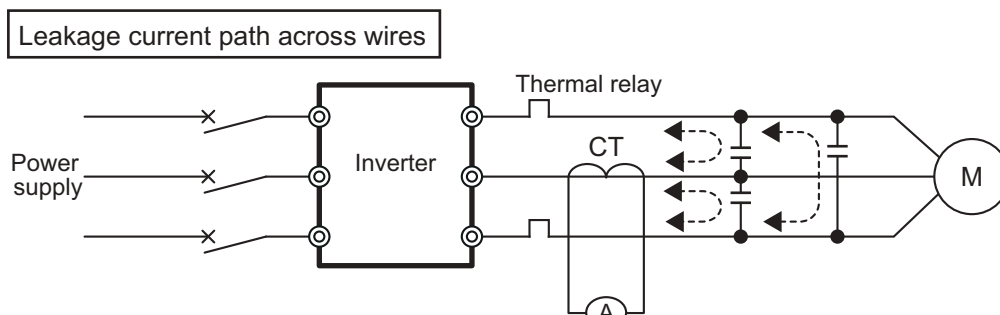 Leakage current path across wires
Thermal relay
Power
supply
Inverter
CT
M
A